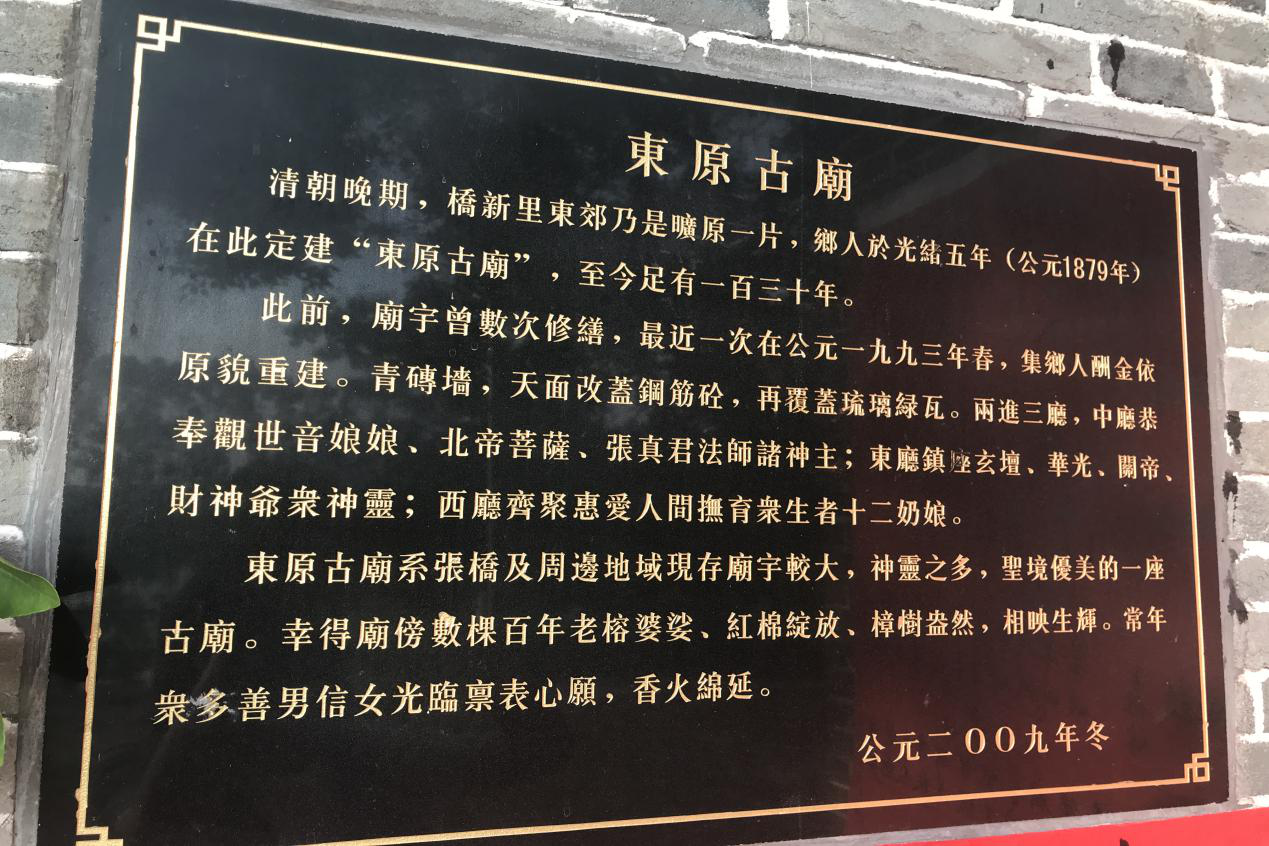 東原古廟
清朝晚期，橋新里東郊乃是曠原一片，鄉人於光緒五年（公元1879年）
在此定建“東原古廟”，至今足有一百三十年。
此前，廟宇曾數次修繕，最近一次在公元一九九三年春，集鄉人酬金依
原貌重建。青磚墻，天面改蓋鋼筋砼，再覆蓋琉璃綠瓦。兩進三廳，中廳恭
奉觀世音娘娘、北帝菩薩、張真君法師諸神主；東廳鎮座玄壇、華光、關帝、
財神爷衆神靈；西廳齊聚惠愛人間撫育衆生者十二奶娘。
東原古廟系張橋及周邊地域現存廟宇較大，神靈之多，聖境優美的一座
古廟。幸得廟傍數棵百年老榕婆娑、紅棉綻放、樟樹盎然，相映生輝。常年
衆多善男信女光臨禀表心願，香火綿延。
公元二OO九年冬